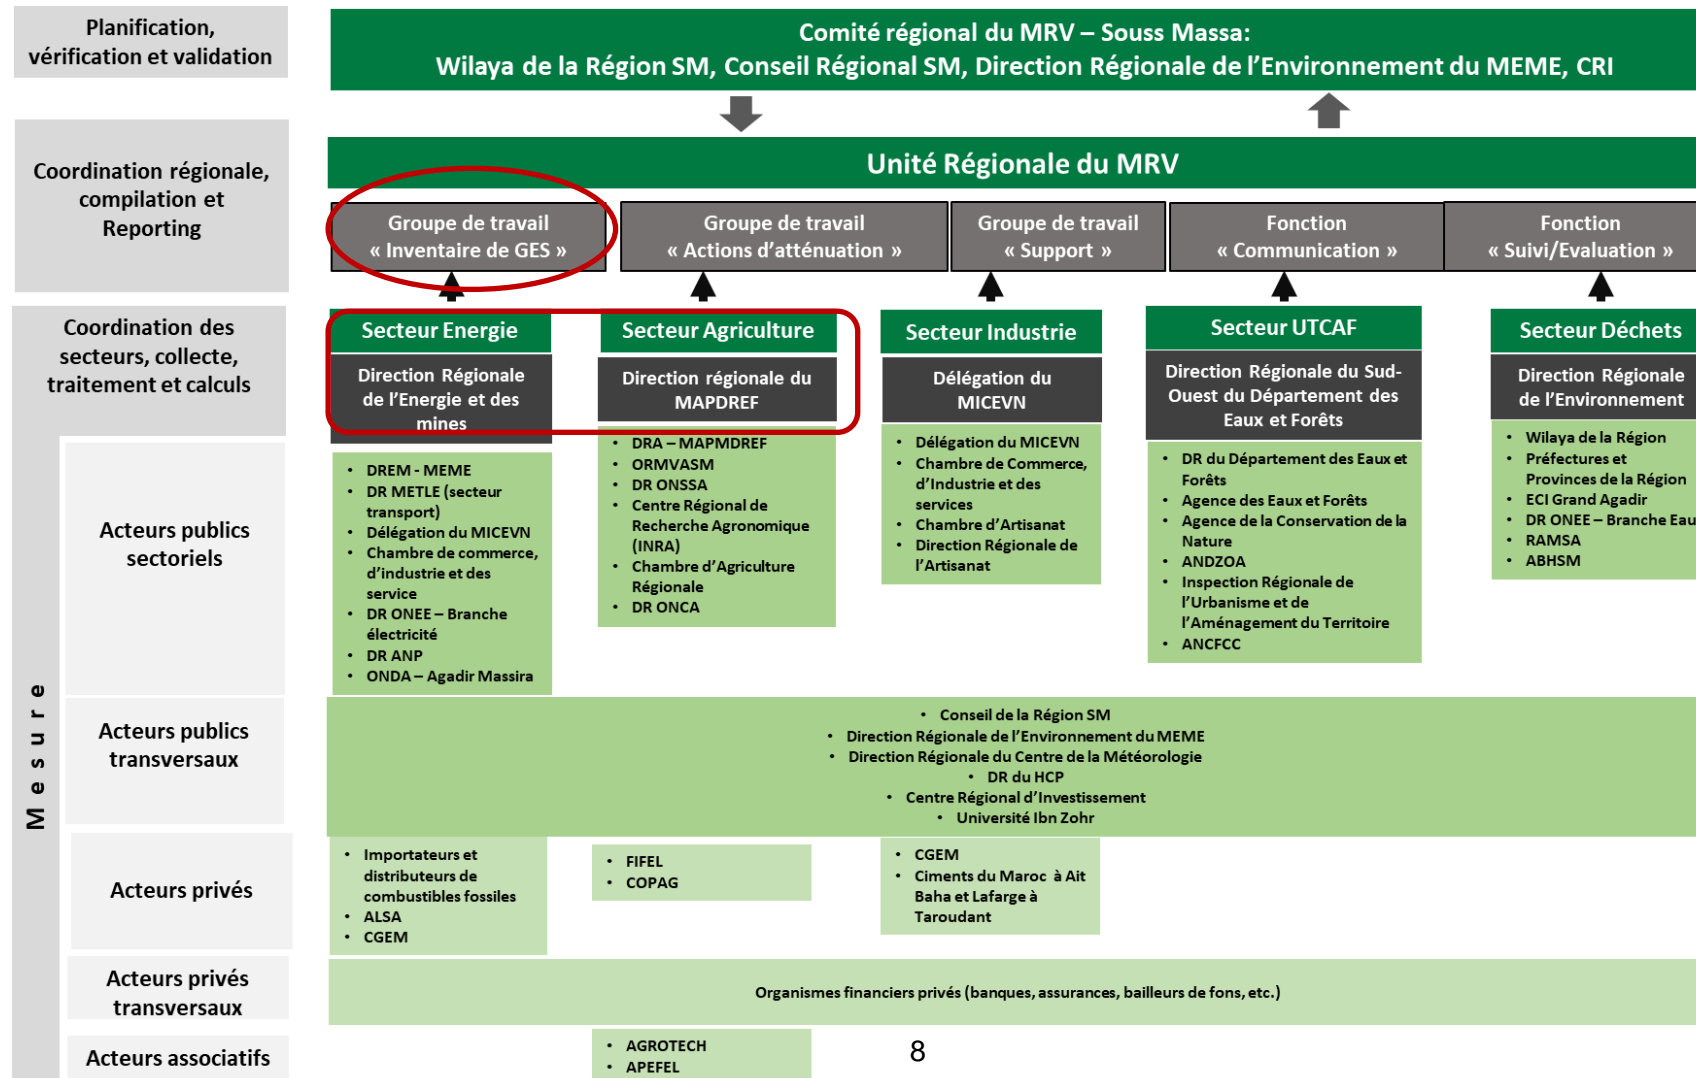 Planification,
vérification et validation
Comité régional du MRV – Souss Massa:
Wilaya de la Région SM, Conseil Régional SM, Direction Régionale de l’Environnement du MEME, CRI
Coordination régionale,
compilation et
Reporting
Unité Régionale du MRV
Groupe de travail
« Inventaire de GES »
Groupe de travail
« Actions d’atténuation »
Groupe de travail
« Support »
Fonction
« Communication »
Fonction
« Suivi/Evaluation »
Coordination des
secteurs, collecte,
traitement et calculs
Secteur Energie
Direction Régionale
de l’Energie et des
mines
Secteur Agriculture
Direction régionale du
MAPDREF
Secteur Industrie
Délégation du
MICEVN
Secteur UTCAF
Direction Régionale du Sud-
Ouest du Département des
Eaux et Forêts
Secteur Déchets
Direction Régionale
de l’Environnement
Mesure
Acteurs publics
sectoriels
• DREM - MEME
• DR METLE (secteur
transport)
• Délégation du MICEVN
• Chambre de commerce,
d’industrie et des
service
• DR ONEE – Branche
électricité
• DR ANP
• ONDA – Agadir Massira
• DRA – MAPMDREF
• ORMVASM
• DR ONSSA
• Centre Régional de
Recherche Agronomique
(INRA)
• Chambre d’Agriculture
Régionale
• DR ONCA
• Délégation du MICEVN
• Chambre de Commerce,
d’Industrie et des
services
• Chambre d’Artisanat
• Direction Régionale de
l’Artisanat
• DR du Département des Eaux et
Forêts
• Agence des Eaux et Forêts
• Agence de la Conservation de la
Nature
• ANDZOA
• Inspection Régionale de
l’Urbanisme et de
l’Aménagement du Territoire
• ANCFCC
• Wilaya de la Région
• Préfectures et
Provinces de la Région
• ECI Grand Agadir
• DR ONEE – Branche Eau
• RAMSA
• ABHSM
Acteurs publics
transversaux
• Conseil de la Région SM
• Direction Régionale de l’Environnement du MEME
• Direction Régionale du Centre de la Météorologie
• DR du HCP
• Centre Régional d’Investissement
• Université Ibn Zohr
Acteurs privés
• Importateurs et
distributeurs de
combustibles fossiles
• ALSA
• CGEM
• FIFEL
• COPAG
• CGEM
• Ciments du Maroc à Ait
Baha et Lafarge à
Taroudant
Acteurs privés
transversaux
Organismes financiers privés (banques, assurances, bailleurs de fons, etc.)
Acteurs associatifs
• AGROTECH
• APEFEL
8